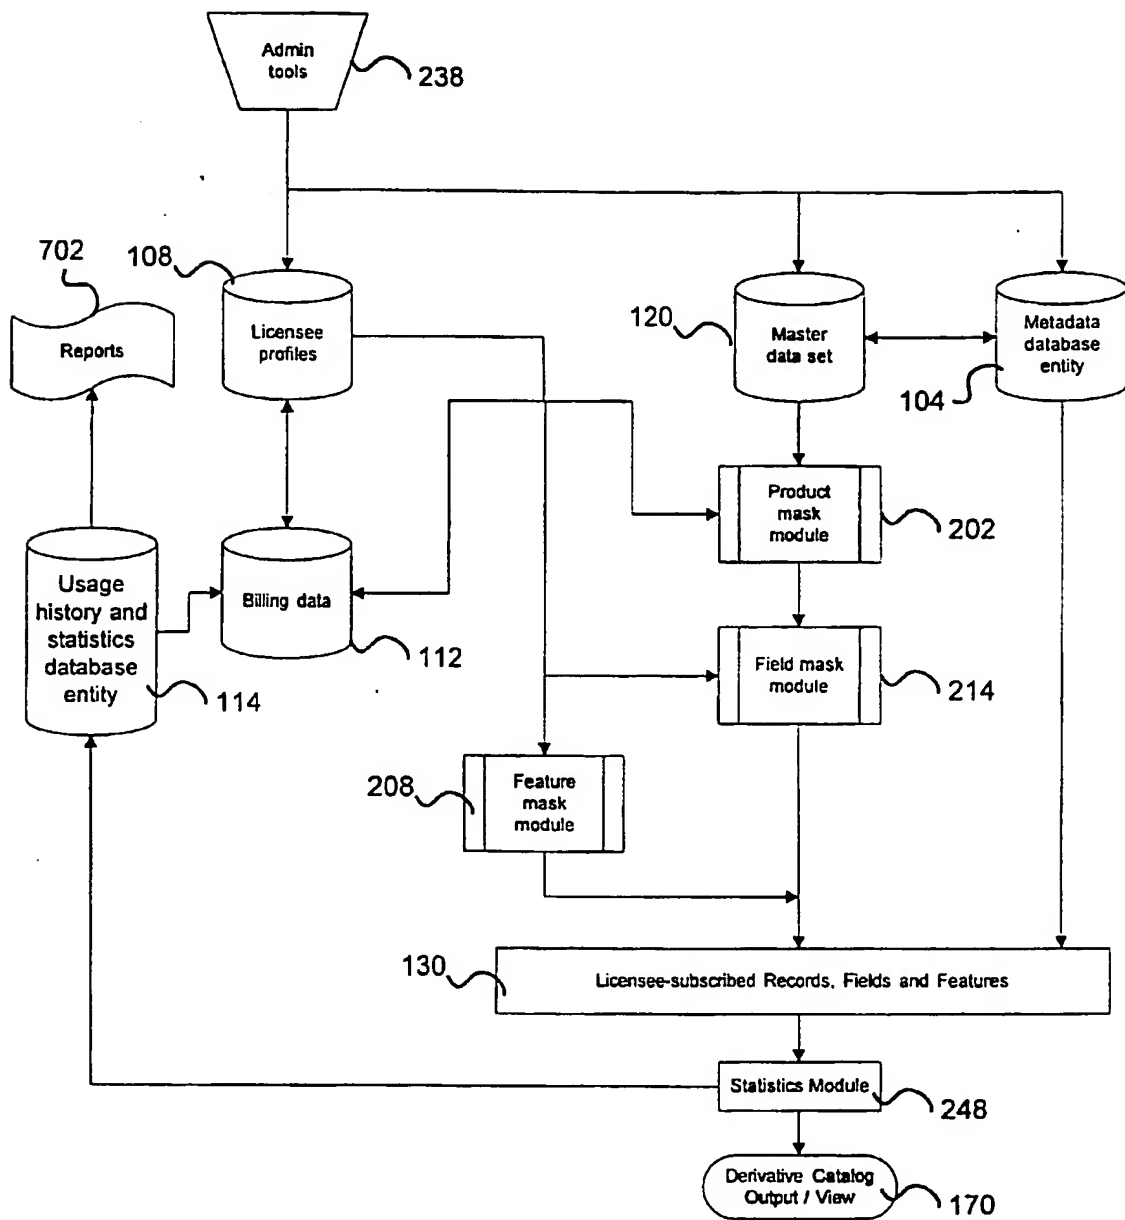 Admin
tools
238
702
108
Reports
Licensee
profiles
120
Master
data set
Metadata
database
entity
104
Product
mask
module
202
Usage
history and
statistics
database
entity
114
Billing data
112
Field mask
module
214
208
Feature
mask
module
130
Licensee-subscribed Records, Fields and Features
Statistics Module
248
Derivative Catalog
Output / View
170